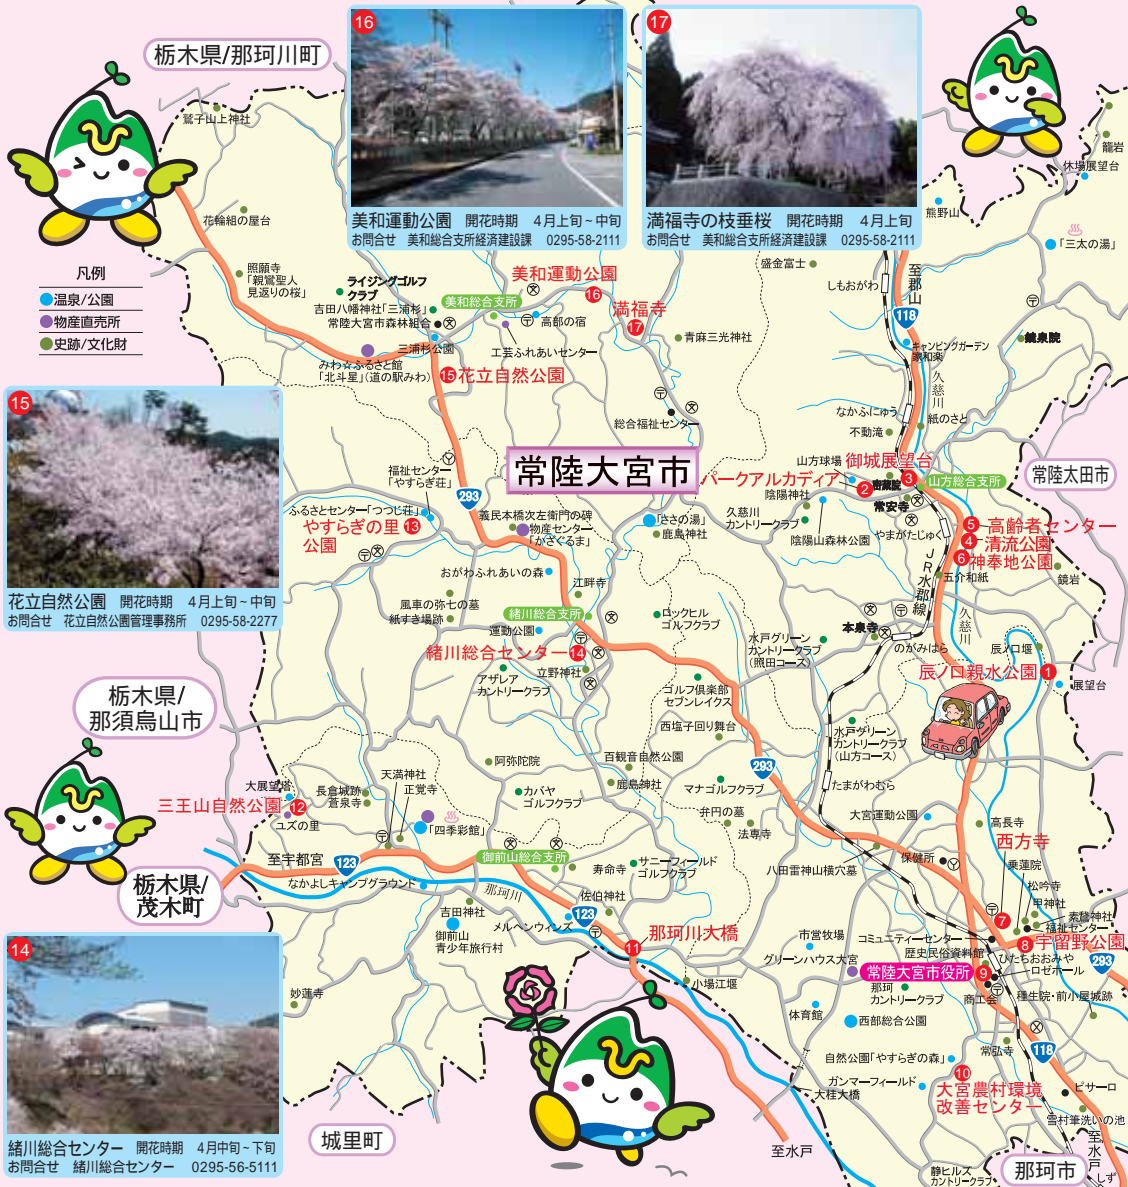 16
美和運動公園 開花時期 4月上旬～中旬
お問合せ 美和総合支所経済建設課 0295-58-2111
17
満福寺の枝垂桜 開花時期 4月上旬
お問合せ 美和総合支所経済建設課 0295-58-2111
栃木県/那珂川町
鷲子山上神社
籠岩
休場展望台
熊野山
「三太の湯」
花輪組の屋台
凡例
温泉/公園
物産直売所
史跡/文化財
照願寺
「親鸞聖人
見返りの桜」
ライジングゴルフ
クラブ
吉田八幡神社「三浦杉」
常陸大宮市森林組合
美和総合支所
美和運動公園
16
盛金富士
しもおがわ
至郡山
118
満福寺
17
高部の宿
三浦杉公園
工芸ふれあいセンター
青麻三光神社
鏡泉院
キャンピングガーデン
家和楽
みわ☆ふるさと館
「北斗星」(道の駅みわ)
15
花立自然公園
久慈川
15
花立自然公園 開花時期 4月上旬～中旬
お問合せ 花立自然公園管理事務所 0295-58-2277
総合福祉センター
なかふにゅう
紙のさと
不動滝
常陸大宮市
常陸太田市
福祉センター
「やすらぎ荘」
293
山方球場
御城展望台
3
パークアルカディア
2
密蔵院
山方総合支所
陰陽神社
常安寺
ふるさとセンター「つつじ荘」
やすらぎの里
公園
13
義民本橋次左衛門の碑
物産センター
「かざぐるま」
「ささの湯」
鹿島神社
久慈川
カントリークラブ
陰陽山森林公園
やまがたじゅく
5
高齢者センター
4
清流公園
6
神奉地公園
JR水郡線
五介和紙
鏡岩
おがわふれあいの森
江畔寺
風車の弥七の墓
紙すき場跡
緒川総合支所
運動公園
ロックヒル
ゴルフクラブ
久慈川
本泉寺
のがみはら
辰ノ口堰
緒川総合センター
14
水戸グリーン
カントリークラブ
(照田コース)
辰ノ口親水公園
1
展望台
立野神社
アザレア
カントリークラブ
ゴルフ倶楽部
セブンレイクス
栃木県/
那須烏山市
西塩子回り舞台
水戸グリーン
カントリークラブ
(山方コース)
阿弥陀院
百観音自然公園
293
天満神社
正覚寺
大展望塔
長倉城跡
蒼泉寺
三王山自然公園
12
ユズの里
鹿島神社
カバヤ
ゴルフクラブ
マナゴルフクラブ
たまがわむら
弁円の墓
法専寺
大宮運動公園
高長寺
「四季彩館」
西方寺
至宇都宮
123
御前山総合支所
寿命寺
サニーフィールド
ゴルフクラブ
八田雷神山横穴墓
保健所
乗蓮院
栃木県/
茂木町
なかよしキャンプグラウンド
那珂川
佐伯神社
松吟寺
甲神社
吉田神社
メルヘンウィンズ
123
7
素鵞神社
福祉センター
御前山
青少年旅行村
11
那珂川大橋
市営牧場
コミュニティーセンター
8
宇留野公園
14
グリーンハウス大宮
歴史民俗資料館
ひたちおおみや
ロゼホール
293
常陸大宮市役所
9
小場江堰
那珂
カントリークラブ
商工会
種生院・前小屋城跡
妙蓮寺
体育館
西部総合公園
常弘寺
118
自然公園「やすらぎの森」
10
大宮農村環境
改善センター
ガンマーフィールド
大桂大橋
ピサーロ
雪村筆洗いの池
緒川総合センター 開花時期 4月中旬～下旬
お問合せ 緒川総合センター 0295-56-5111
城里町
至水戸
至水戸
那珂市
静ヒルズ
カントリークラブ
しず